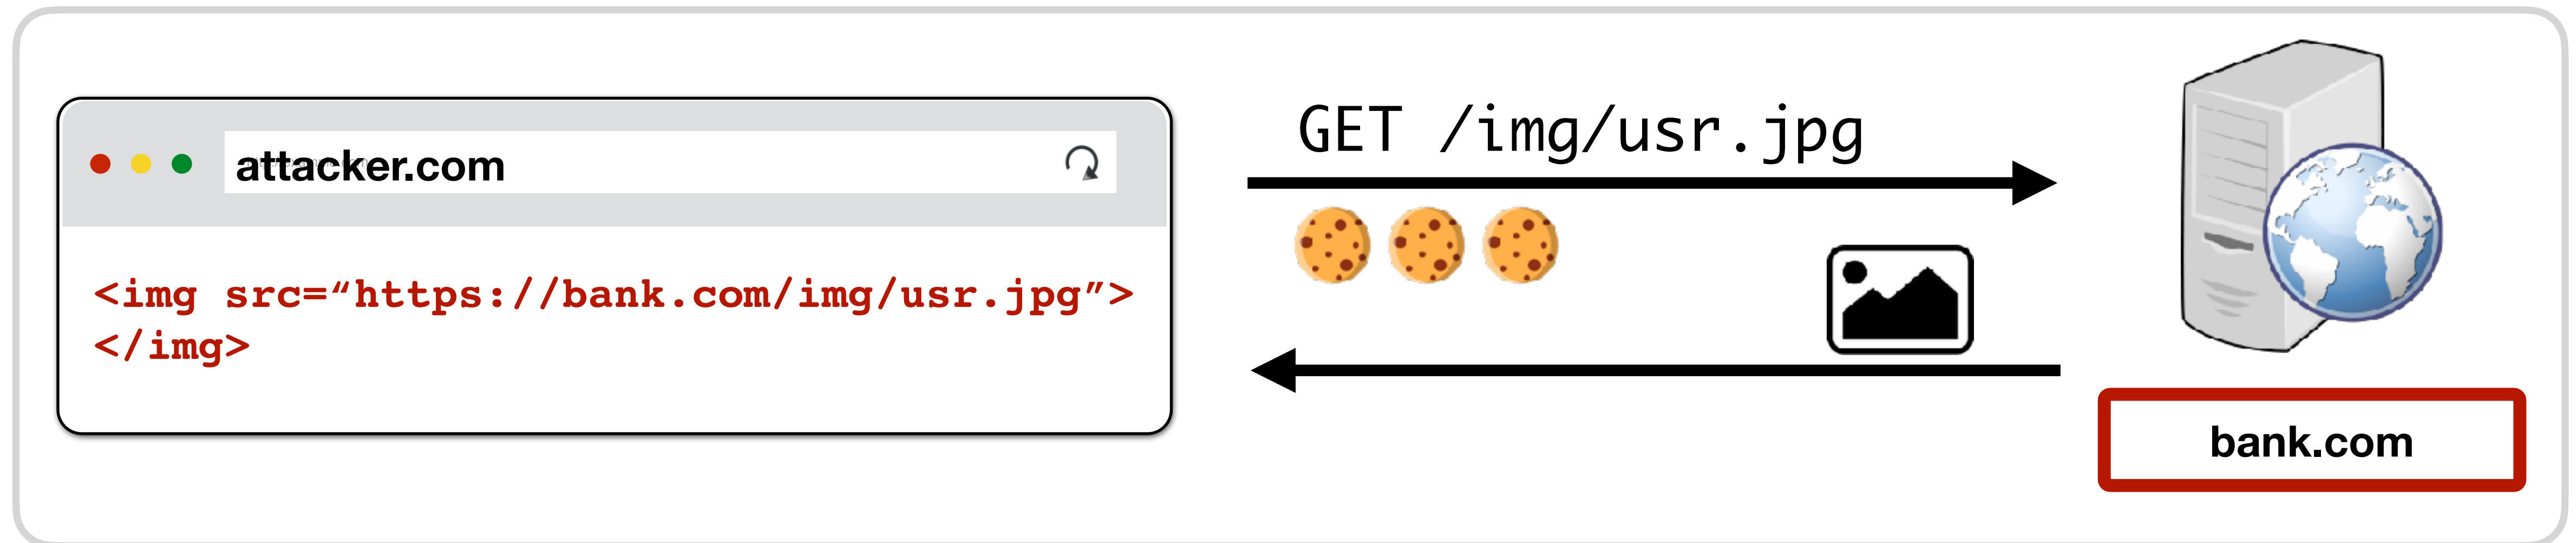 attacker.com
<img src=“https://bank.com/img/usr.jpg”>
</img>
GET /img/usr.jpg
bank.com